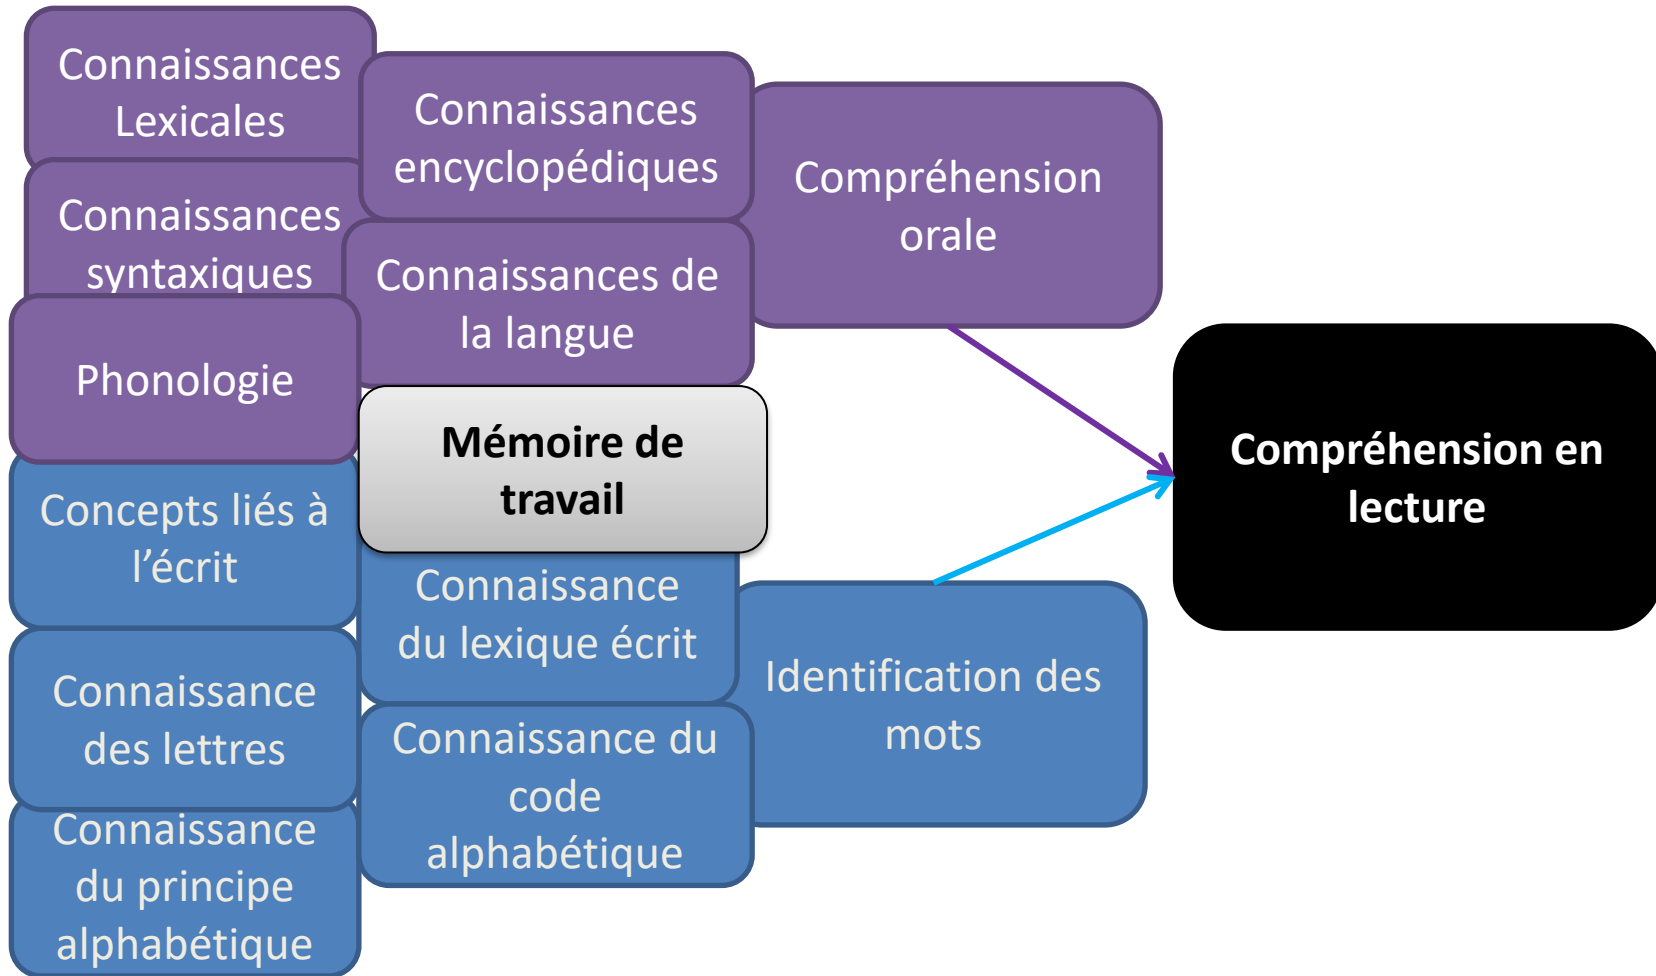 Connaissances
Lexicales
Connaissances
encyclopédiques
Compréhension
orale
Connaissances
syntaxiques
Connaissances de
la langue
Phonologie
Mémoire de
travail
Compréhension en
lecture
Concepts liés à
l’écrit
Connaissance
du lexique écrit
Identification des
mots
Connaissance
des lettres
Connaissance du
code
alphabétique
Connaissance
du principe
alphabétique